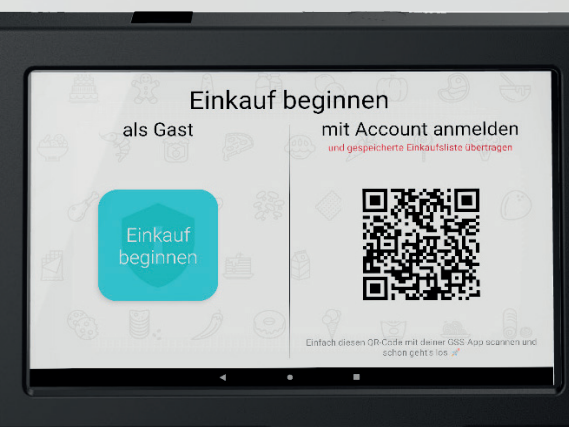 Einkauf beginnen
als Gast
mit Account anmelden
und gespeicherte Einkaufsliste übertragen
Einkauf
beginnen
Einfach diesen QR-Code mit deiner GSS-App scannen und
schon geht's los